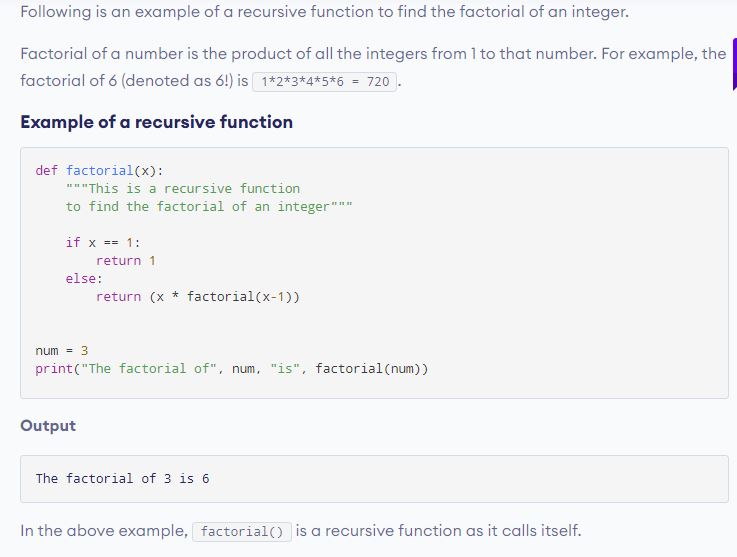 Following is an example of a recursive function to find the factorial of an integer.
Factorial of a number is the product of all the integers from 1 to that number. For example, the
factorial of 6 (denoted as 6!) is 1*2*3*4*5*6 = 720 .
Example of a recursive function
def factorial(x):
    """This is a recursive function
    to find the factorial of an integer"""
    if x == 1:
        return 1
    else:
        return (x * factorial(x-1))
num = 3
print("The factorial of", num, "is", factorial(num))
Output
The factorial of 3 is 6
In the above example, factorial() is a recursive function as it calls itself.